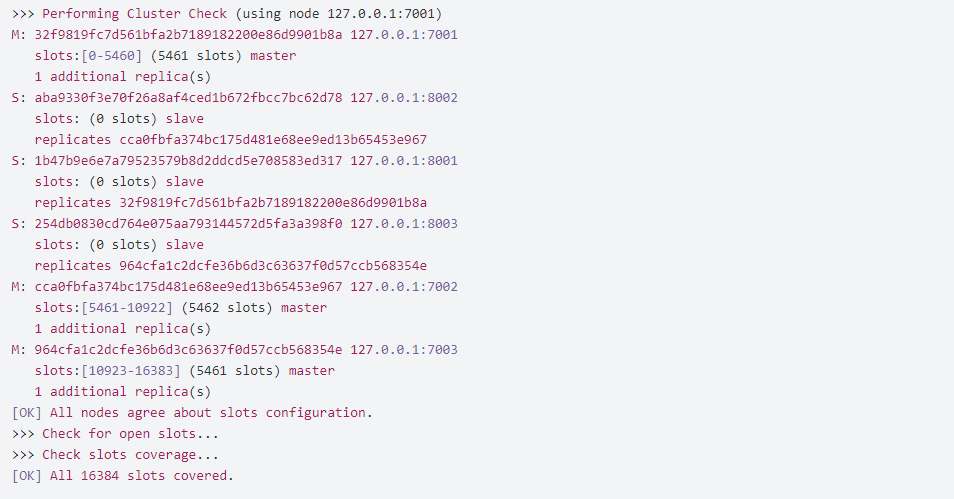 >>> Performing Cluster Check (using node 127.0.0.1:7001)
M: 32f9819fc7d561bfa2b7189182200e86d9901b8a 127.0.0.1:7001
slots:[0-5460] (5461 slots) master
1 additional replica(s)
S: aba9330f3e70f26a8af4ced1b672fbcc7bc62d78 127.0.0.1:8002
slots: (0 slots) slave
replicates cca0fbfa374bc175d481e68ee9ed13b65453e967
S: 1b47b9e6e7a79523579b8d2ddcd5e708583ed317 127.0.0.1:8001
slots: (0 slots) slave
replicates 32f9819fc7d561bfa2b7189182200e86d9901b8a
S: 254db0830cd764e075aa793144572d5fa3a398f0 127.0.0.1:8003
slots: (0 slots) slave
replicates 964cfa1c2dcfe36b6d3c63637f0d57ccb568354e
M: cca0fbfa374bc175d481e68ee9ed13b65453e967 127.0.0.1:7002
slots:[5461-10922] (5462 slots) master
1 additional replica(s)
M: 964cfa1c2dcfe36b6d3c63637f0d57ccb568354e 127.0.0.1:7003
slots:[10923-16383] (5461 slots) master
1 additional replica(s)
[OK] All nodes agree about slots configuration.
>>> Check for open slots...
>>> Check slots coverage...
[OK] All 16384 slots covered.